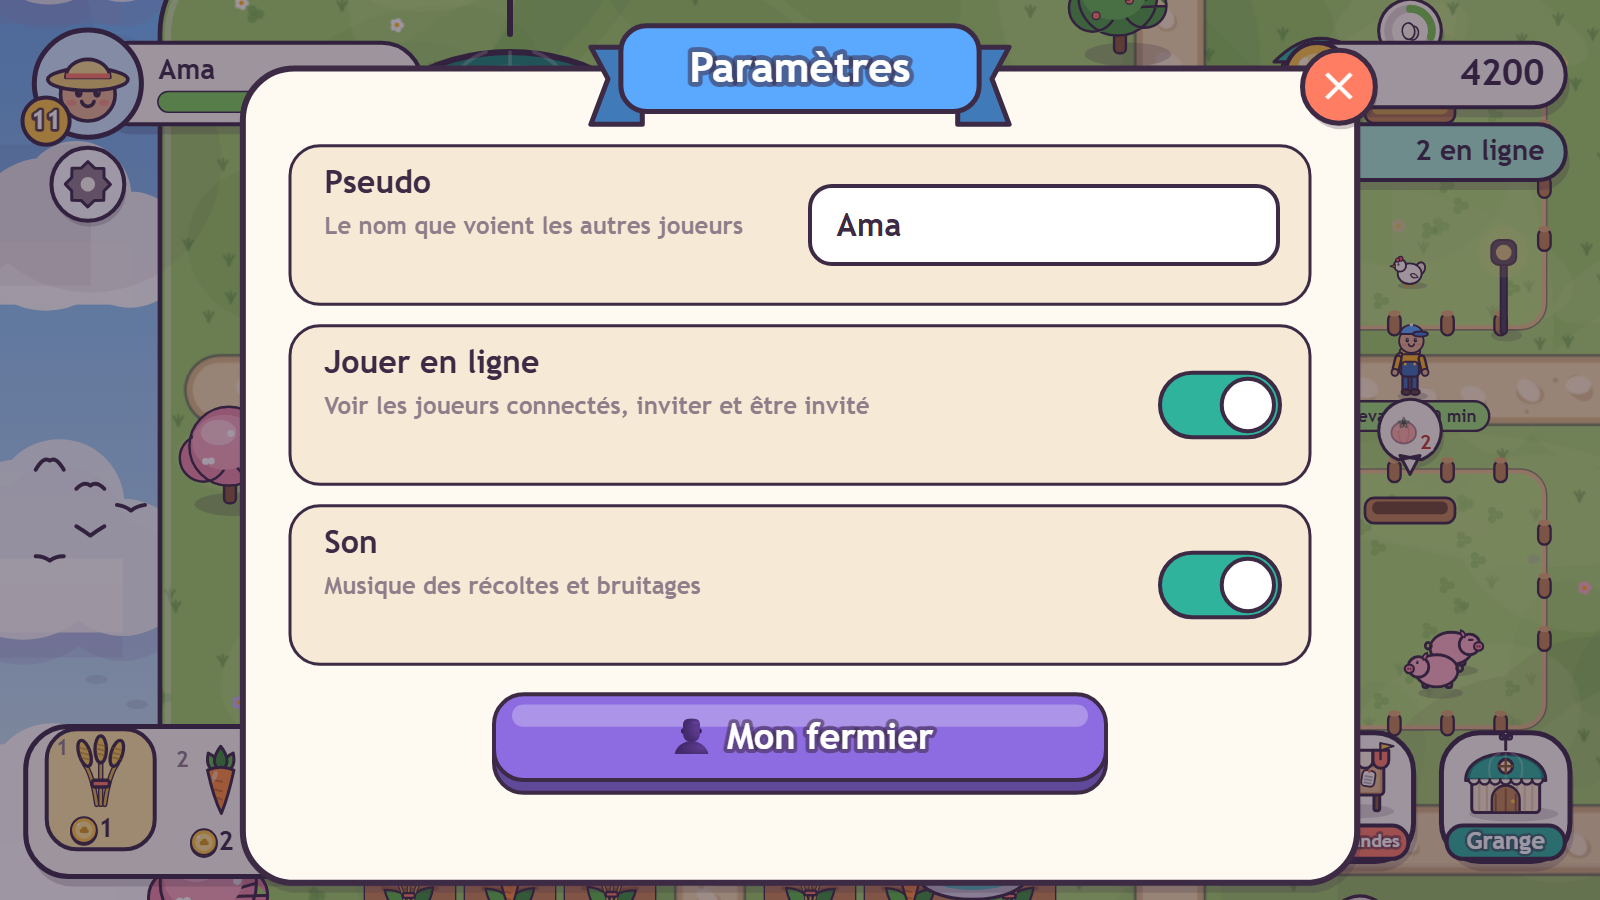 Paramètres
Ama
11
4200
2 en ligne
Pseudo
Le nom que voient les autres joueurs
Ama
Jouer en ligne
Voir les joueurs connectés, inviter et être invité
min
2
Son
Musique des récoltes et bruitages
Mon fermier
1
1
2
2
Grange